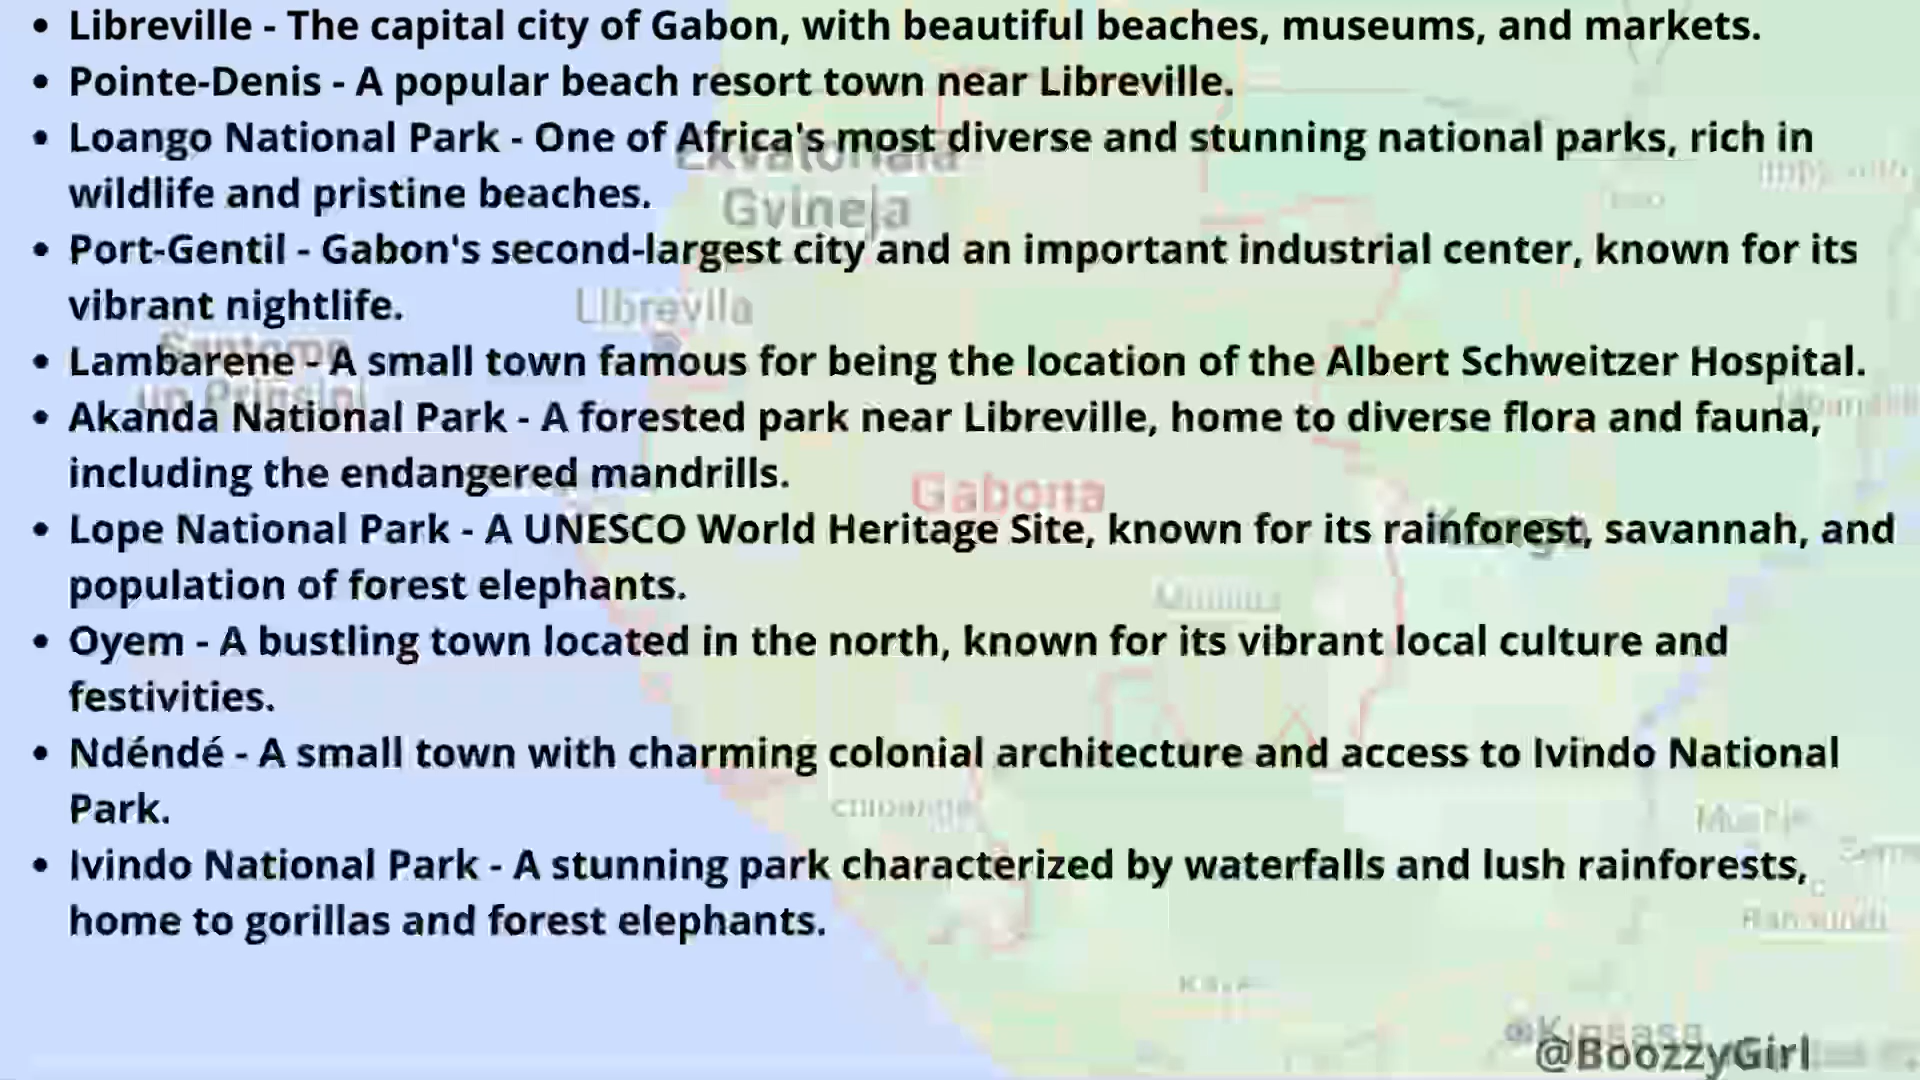 • Libreville - The capital city of Gabon, with beautiful beaches, museums, and markets.
• Pointe-Denis - A popular beach resort town near Libreville.
• Loango National Park - One of Africa's most diverse and stunning national parks, rich in
wildlife and pristine beaches.
Ekvatoriala
Gvineja
• Port-Gentil - Gabon's second-largest city and an important industrial center, known for its
vibrant nightlife.
Librevila
Santome
un Prinsipi
• Lambarene - A small town famous for being the location of the Albert Schweitzer Hospital.
• Akanda National Park - A forested park near Libreville, home to diverse flora and fauna,
including the endangered mandrills.
Gabona
• Lope National Park - A UNESCO World Heritage Site, known for its rainforest, savannah, and
population of forest elephants.
• Oyem - A bustling town located in the north, known for its vibrant local culture and
festivities.
• Ndéndé - A small town with charming colonial architecture and access to Ivindo National
Park.
• Ivindo National Park - A stunning park characterized by waterfalls and lush rainforests,
home to gorillas and forest elephants.
@BoozzyGirl